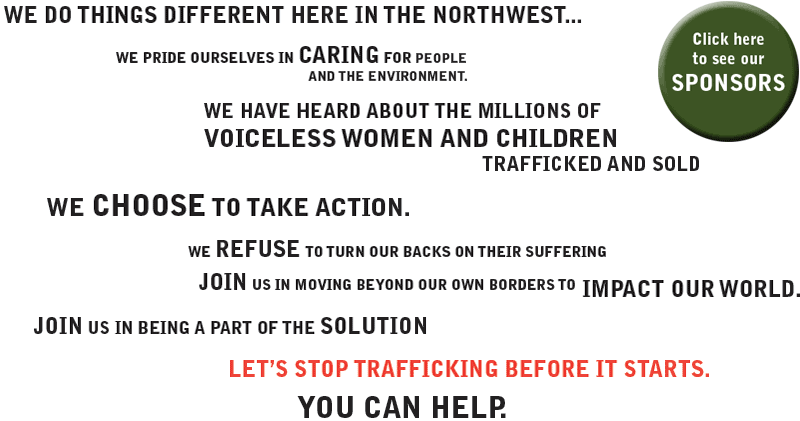 WE DO THINGS DIFFERENT HERE IN THE NORTHWEST...
Click here
to see our
SPONSORS
WE PRIDE OURSELVES IN CARING FOR PEOPLE
AND THE ENVIRONMENT.
WE HAVE HEARD ABOUT THE MILLIONS OF
VOICELESS WOMEN AND CHILDREN
TRAFFICKED AND SOLD
WE CHOOSE TO TAKE ACTION.
WE REFUSE TO TURN OUR BACKS ON THEIR SUFFERING
JOIN US IN MOVING BEYOND OUR OWN BORDERS TO IMPACT OUR WORLD.
JOIN US IN BEING A PART OF THE SOLUTION
LET'S STOP TRAFFICKING BEFORE IT STARTS.
YOU CAN HELP.